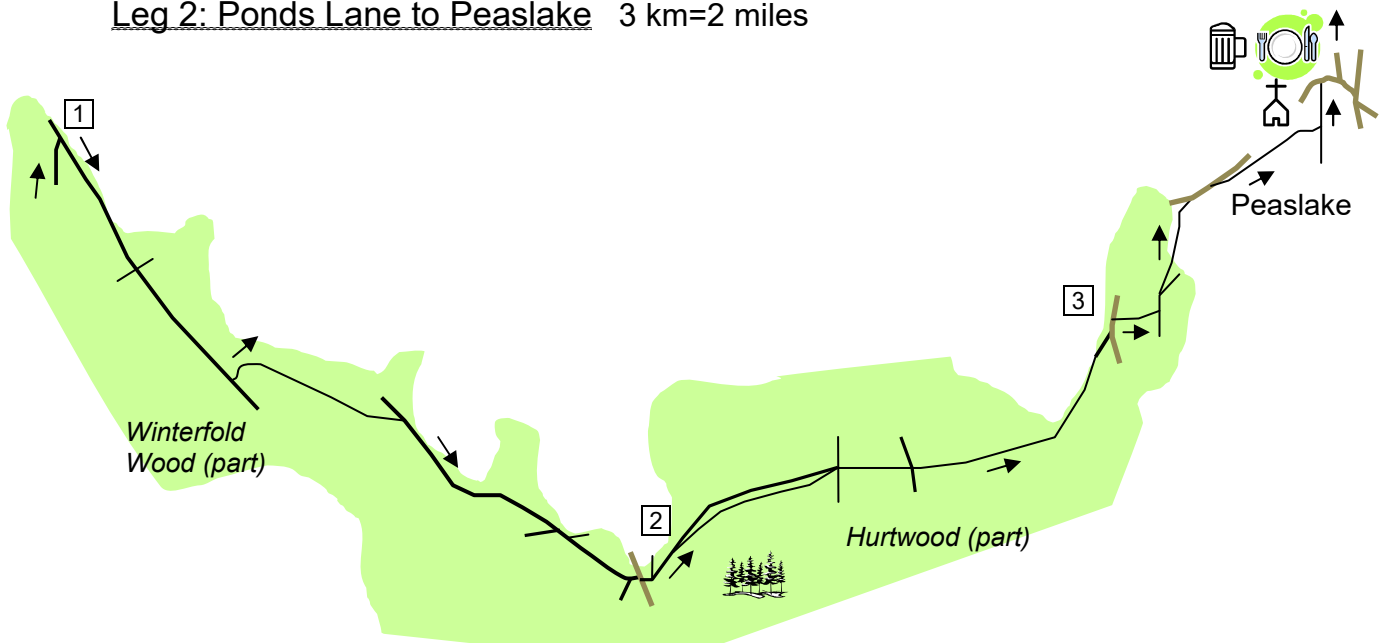 Leg 2: Ponds Lane to Peaslake 3 km=2 miles
1
Peaslake
3
Winterfold
Wood (part)
2
Hurtwood (part)